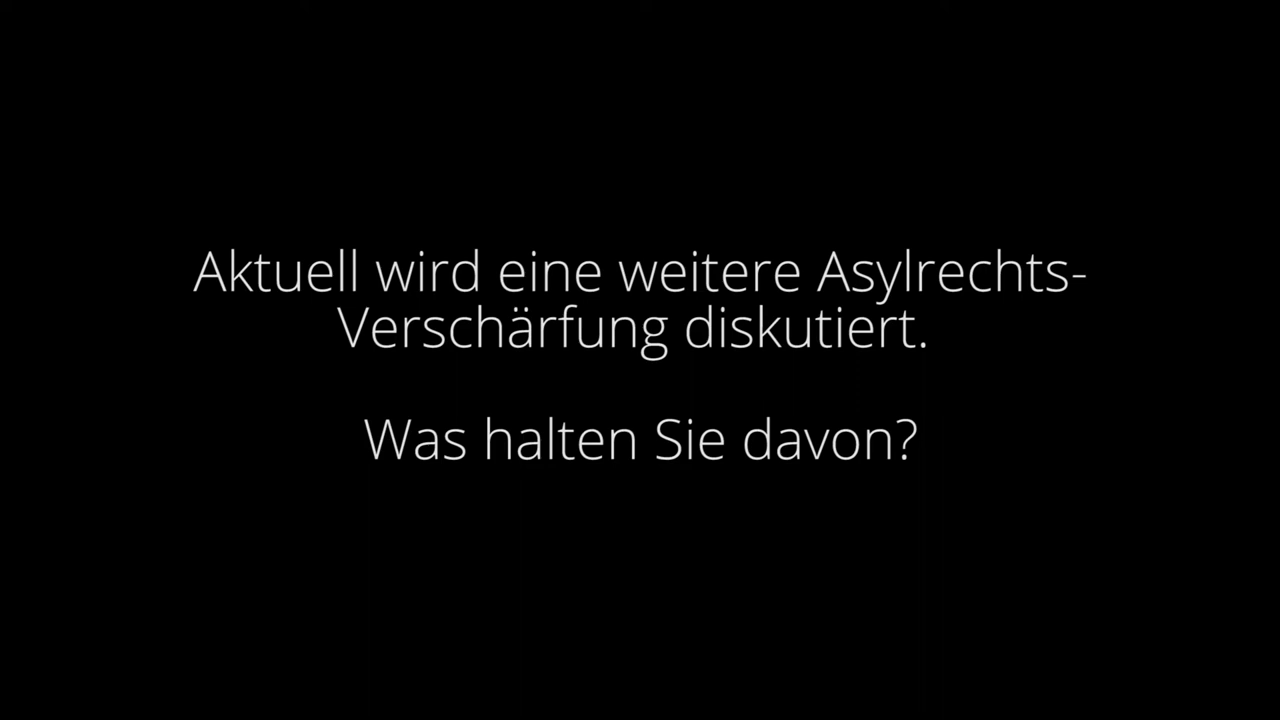 Aktuell wird eine weitere Asylrechts-
Verschärfung diskutiert.
Was halten Sie davon?